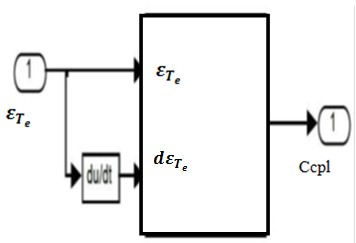 1
ε_{T_e}
ε_{T_e}
du/dt
dε_{T_e}
1
Ccpl